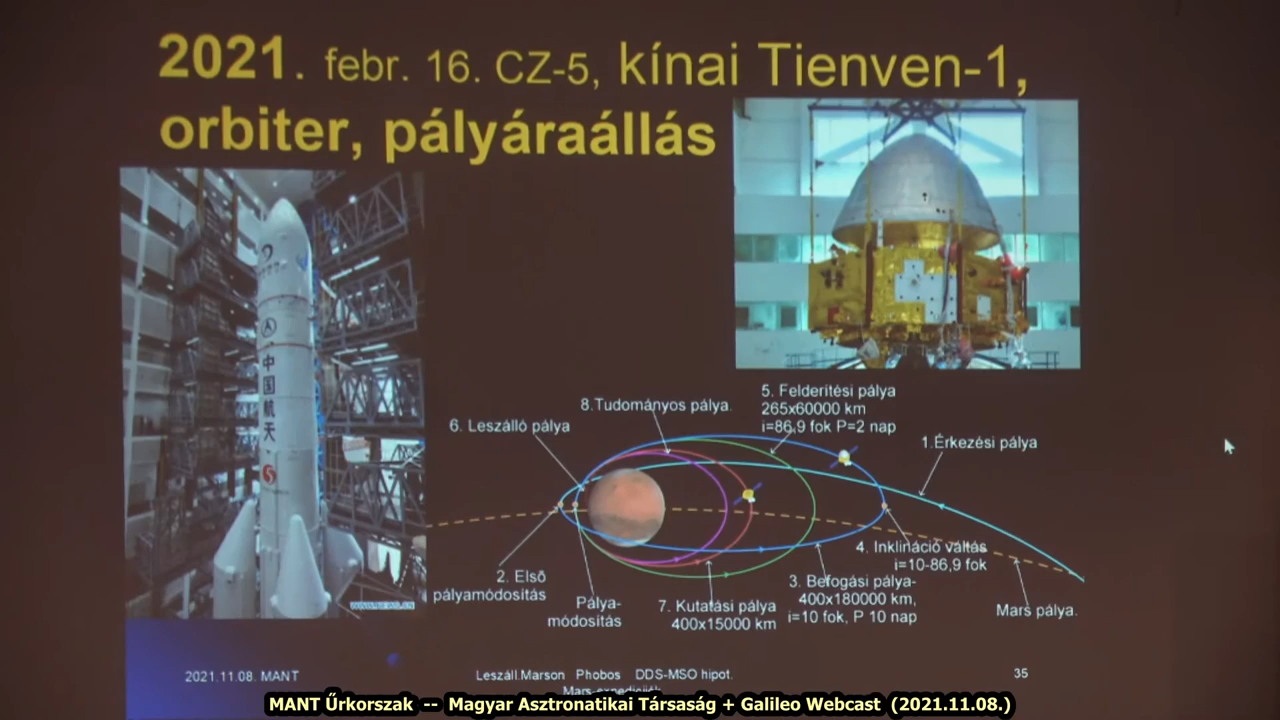 2021. febr. 16. CZ-5, kínai Tienven-1,
orbiter, pályáraállás
中国航天
5. Felderítési pálya
265x60000 km
i=86,9 fok P=2 nap
8.Tudományos pálya.
6. Leszálló pálya
1.Érkezési pálya
4. Inklináció váltás
i=10-86,9 fok
2. Első
pályamódosítás
Pálya-
módosítás
7. Kutatási pálya
400x15000 km
3. Befogási pálya-
400x180000 km,
i=10 fok, P 10 nap
Mars pálya.
2021.11.08. MANT
Leszáll.Marson Phobos DDS-MSO hipot.
Mars-expedíciók
35
MANT Űrkorszak -- Magyar Asztronatikai Társaság + Galileo Webcast (2021.11.08.)